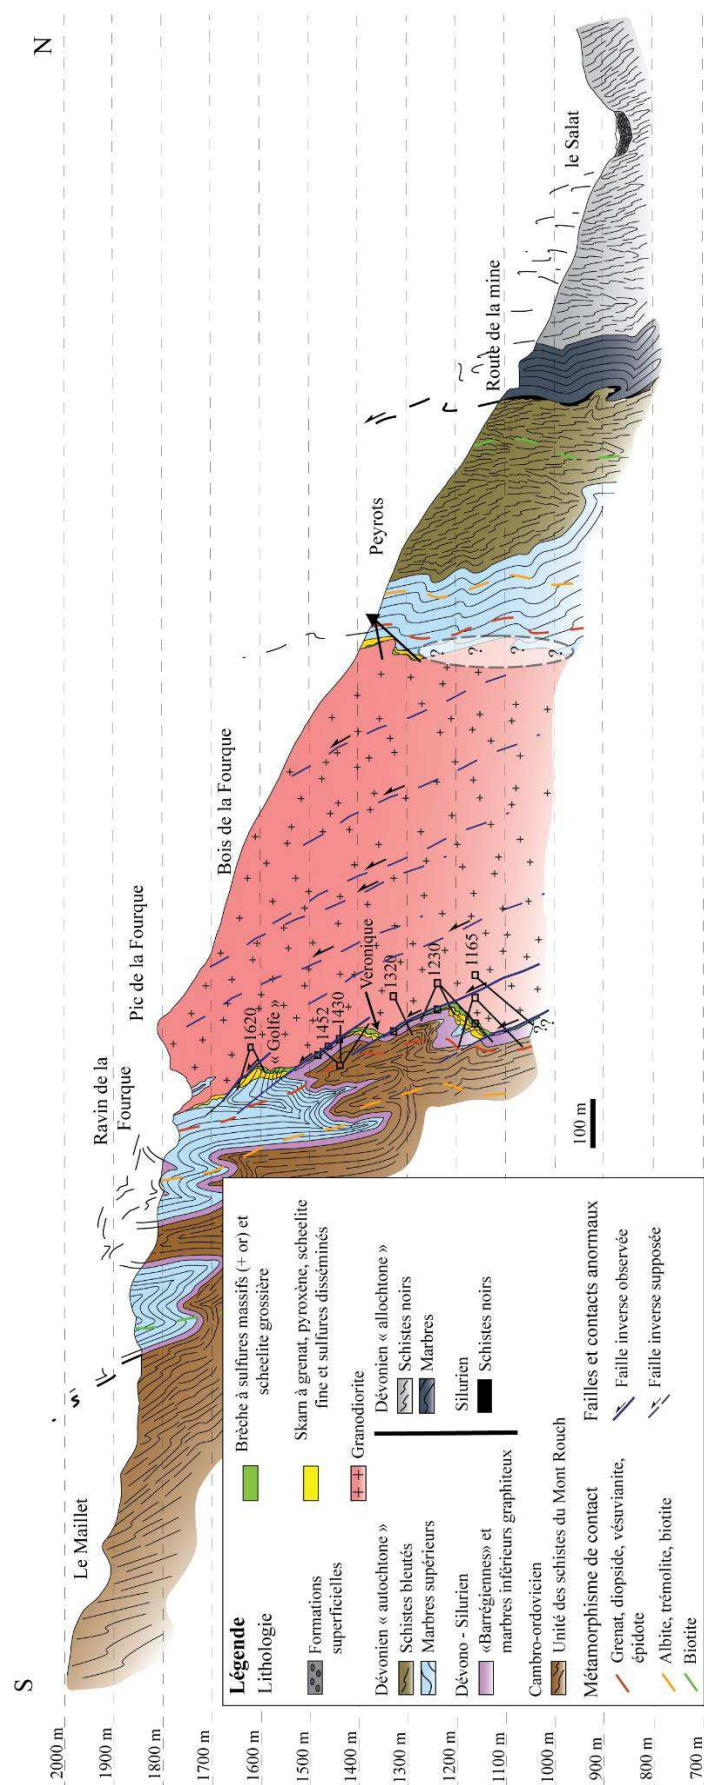 S
N
2000 m
1900 m
1800 m
1700 m
1600 m
1500 m
1400 m
1300 m
1200 m
1100 m
1000 m
900 m
800 m
700 m
Le Maillet
Ravin de la
Fourque
Pic de la Fourque
Bois de la Fourque
Peyrots
Route de la mine
le Salat
1620
« Golfe »
1452
1430
Véronique
1320
1230
1165
?
?
?
?
?
?
?
100 m
Légende
Lithologie
Formations
superficielles
Dévonien « autochtone »
Schistes bleutés
Marbres supérieurs
Dévono - Silurien
«Barrégiennes» et
marbres inférieurs graphiteux
Cambro-ordovicien
Unité des schistes du Mont Rouch
Métamorphisme de contact
Grenat, diopside, vésuvianite,
épidote
Albite, trémolite, biotite
Biotite
Brèche à sulfures massifs (+ or) et
scheelite grossière
Skarn à grenat, pyroxène, scheelite
fine et sulfures disséminés
Granodiorite
Dévonien « allochtone »
Schistes noirs
Marbres
Silurien
Schistes noirs
Failles et contacts anormaux
Faille inverse observée
Faille inverse supposée